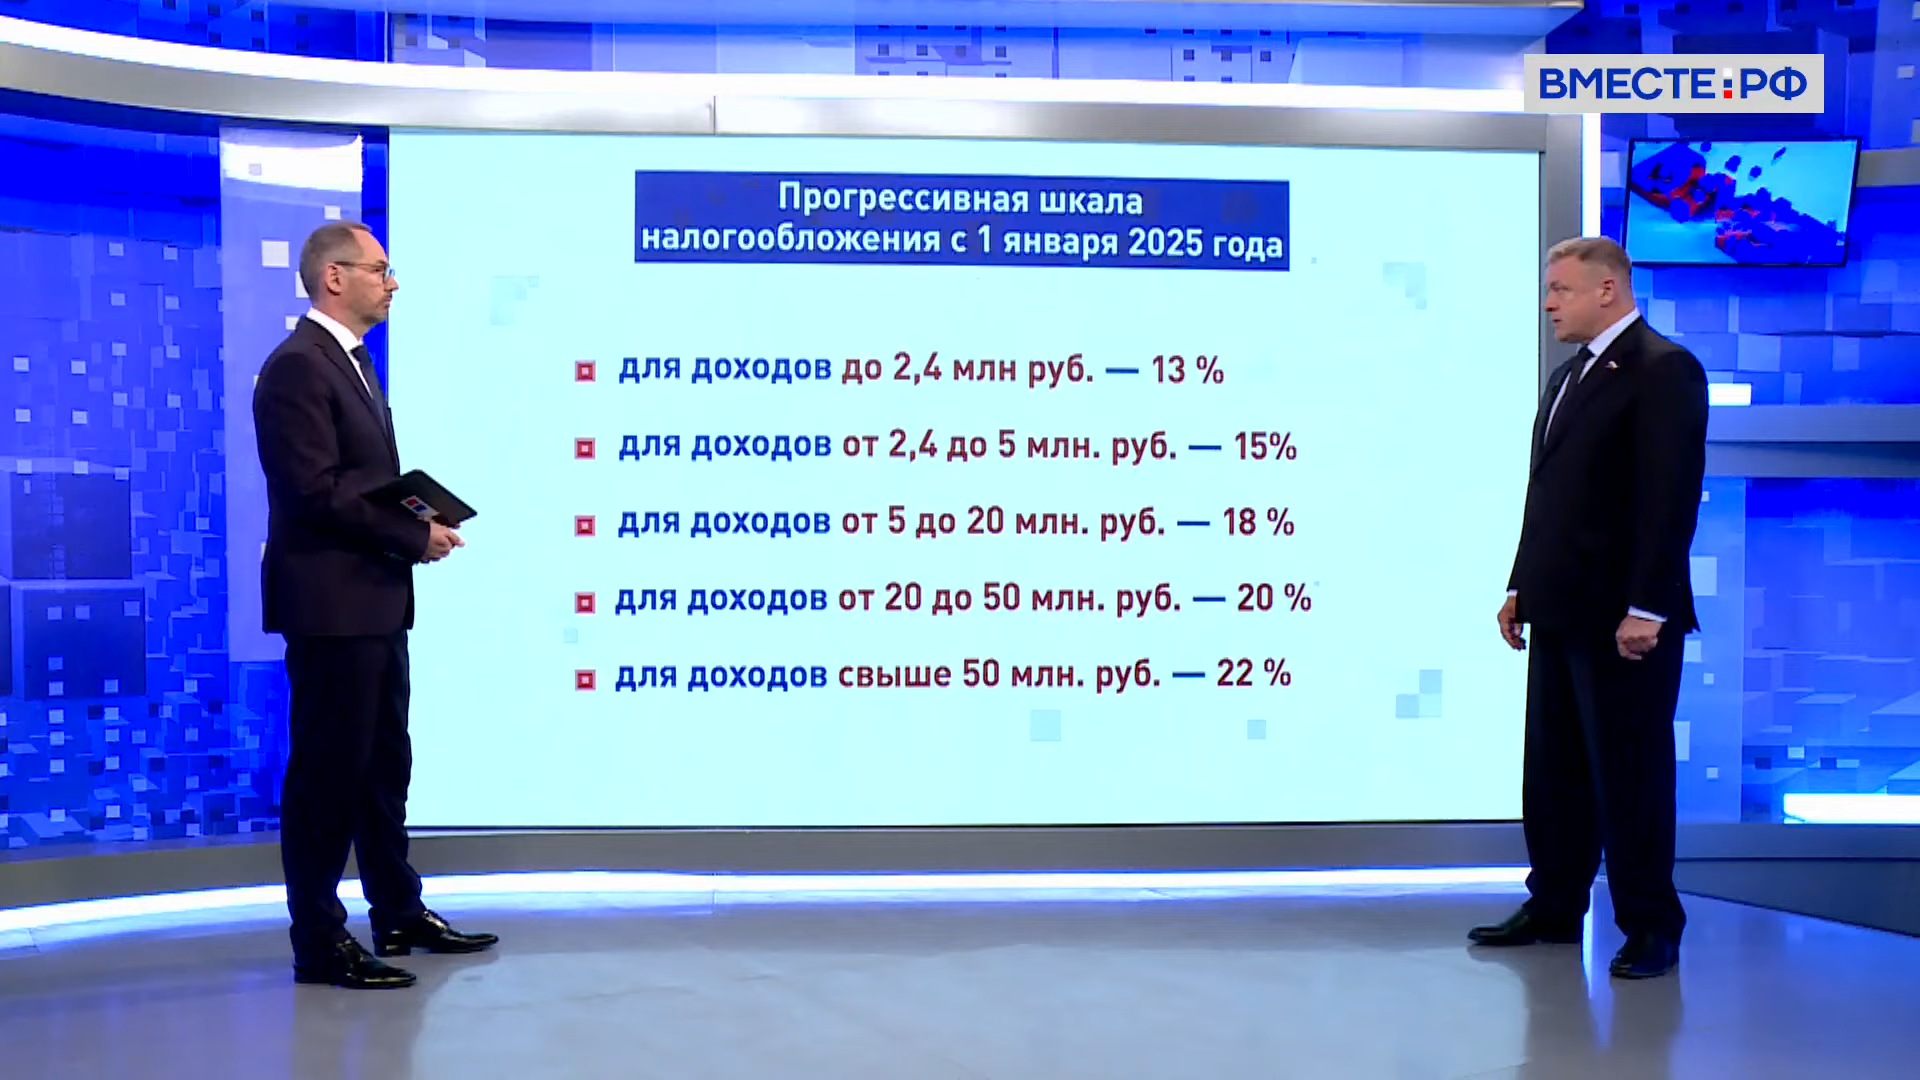 ВМЕСТЕ:РФ
Прогрессивная шкала
налогообложения с 1 января 2025 года
для доходов до 2,4 млн руб. — 13 %
для доходов от 2,4 до 5 млн. руб. — 15%
для доходов от 5 до 20 млн. руб. — 18 %
для доходов от 20 до 50 млн. руб. — 20 %
для доходов свыше 50 млн. руб. — 22 %